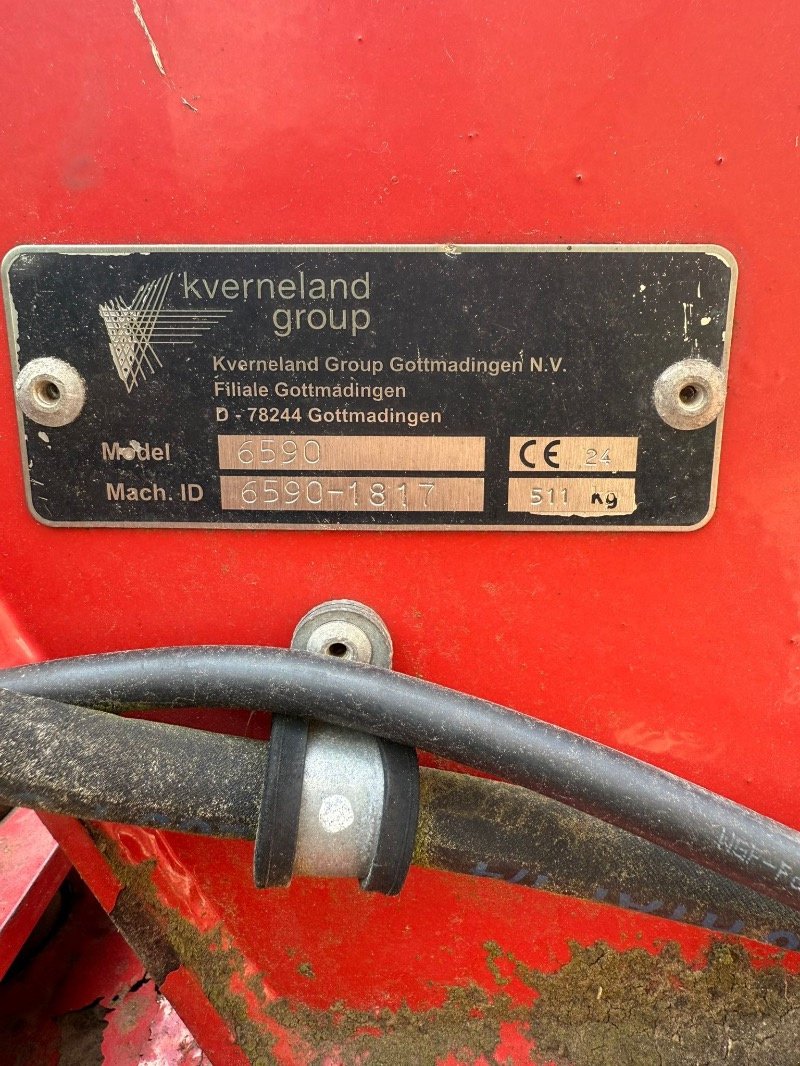 kverneland
group
Kverneland Group Gottmadingen N.V.
Filiale Gottmadingen
D - 78244 Gottmadingen
Model 6590 CE 24
Mach. ID 6590-1817 511 kg